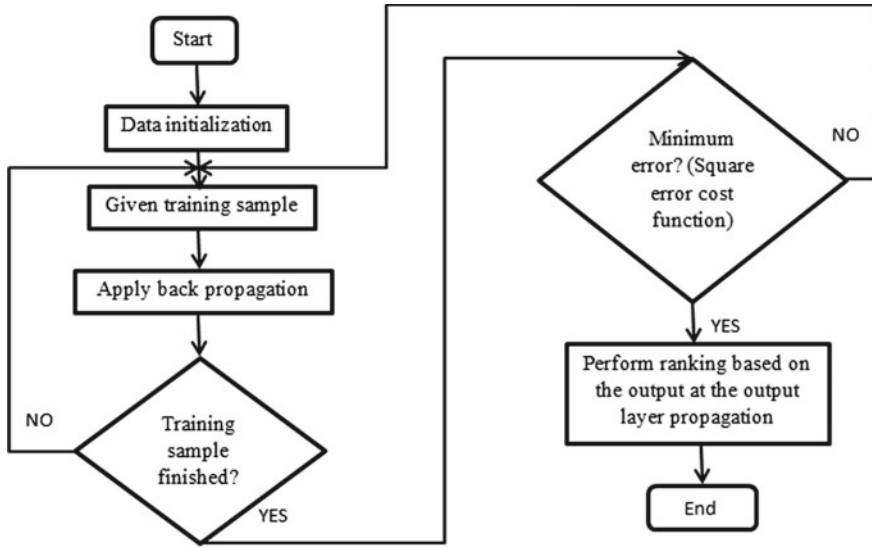 Start
Data initialization
Given training sample
Apply back propagation
NO
Training
sample
finished?
YES
Minimum
error? (Square
error cost
function)
NO
YES
Perform ranking based on
the output at the output
layer propagation
End